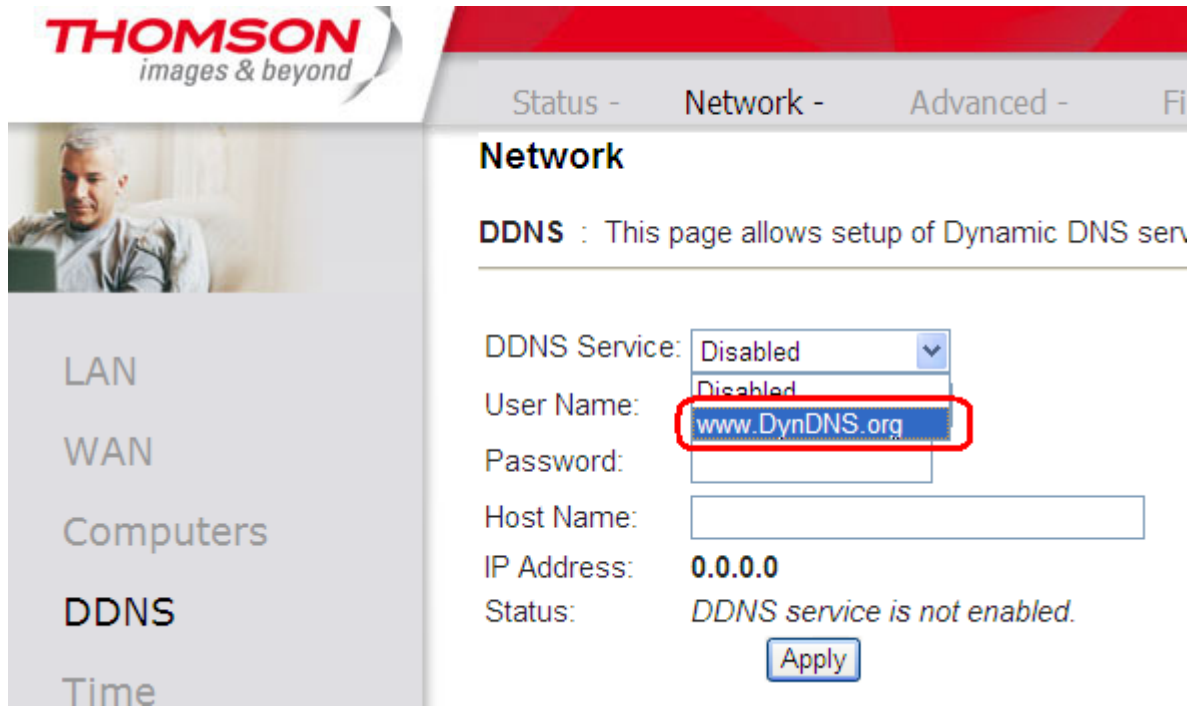 THOMSON
images & beyond
Status - Network - Advanced - Fi
Network
DDNS : This page allows setup of Dynamic DNS serv
LAN
WAN
Computers
DDNS
Time
DDNS Service: Disabled
Disabled
User Name:
www.DynDNS.org
Password:
Host Name:
IP Address: 0.0.0.0
Status: DDNS service is not enabled.
Apply